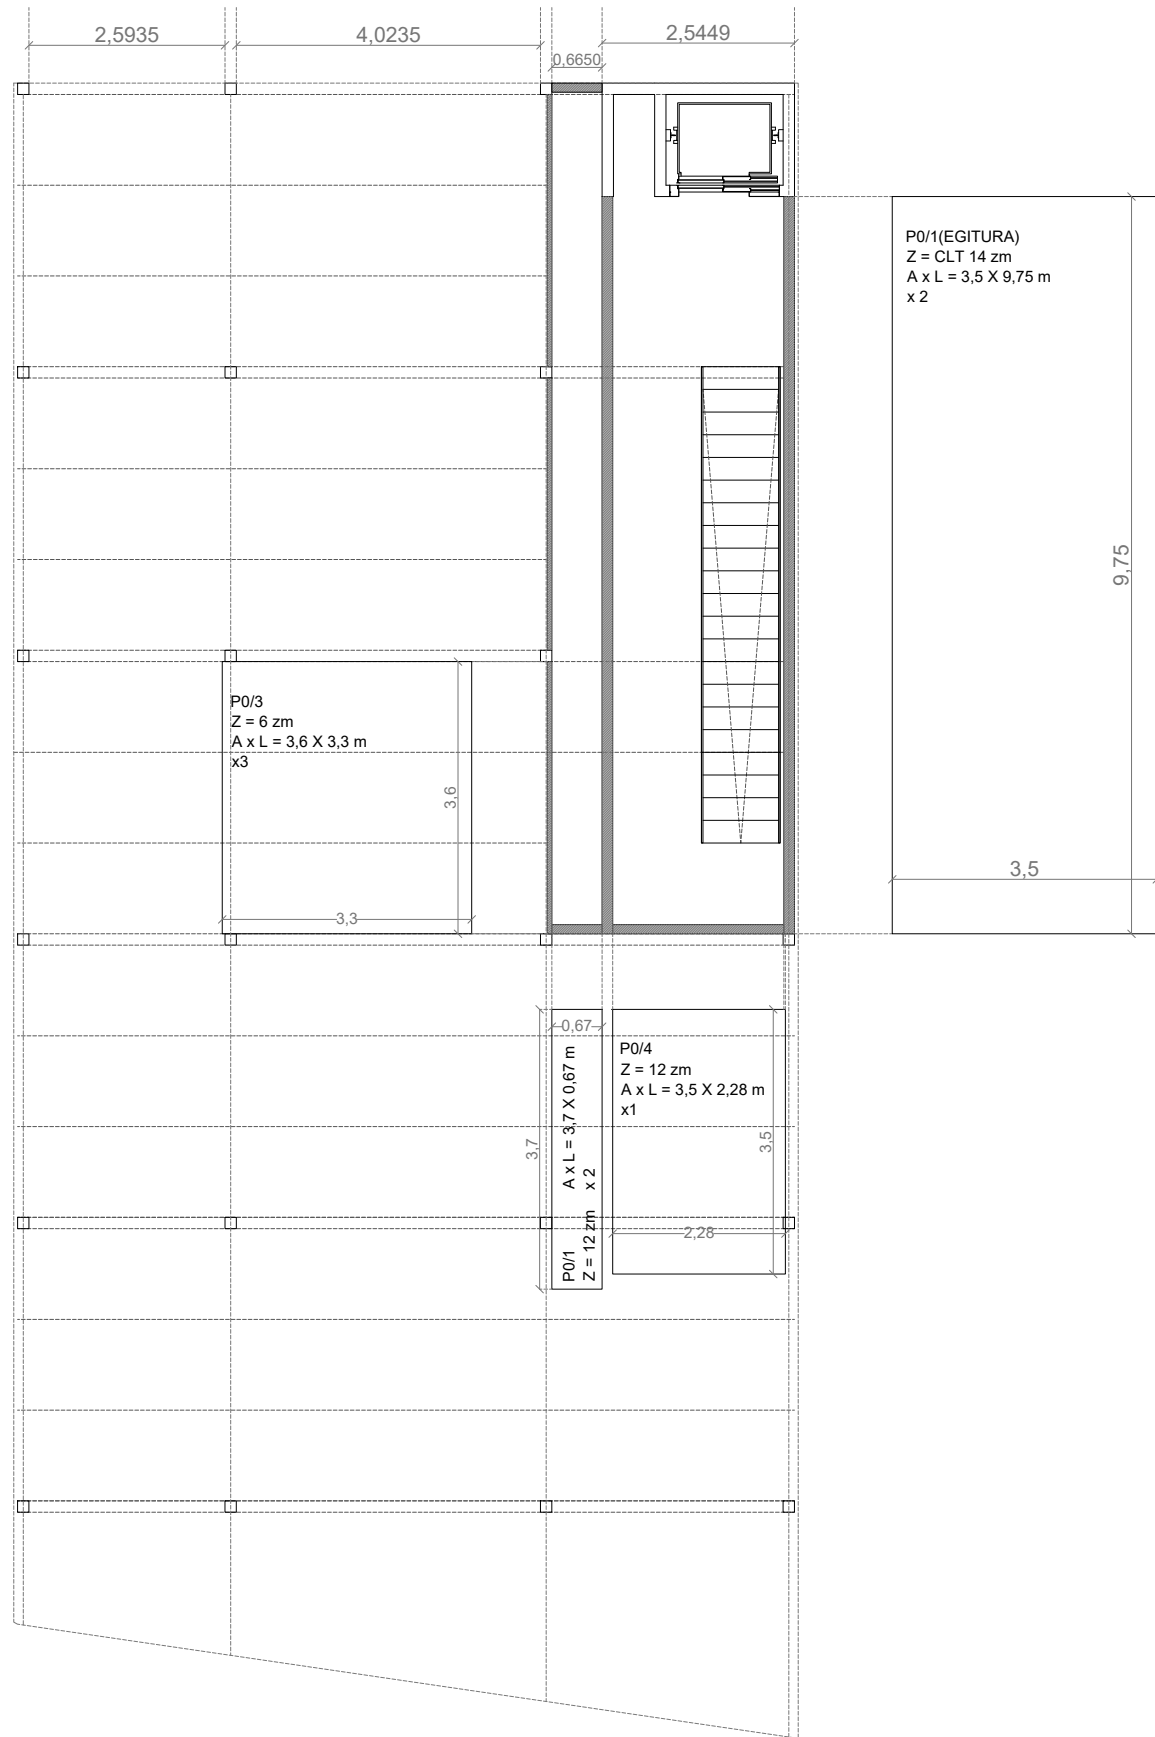 2,5935
4,0235
2,5449
0,6650
P0/1(EGITURA)
Z = CLT 14 zm
A x L = 3,5 X 9,75 m
x 2
9,75
3,5
P0/3
Z = 6 zm
A x L = 3,6 X 3,3 m
x3
3,6
3,3
0,67
P0/1
Z = 12 zm
A x L = 3,7 X 0,67 m
x 2
3,7
P0/4
Z = 12 zm
A x L = 3,5 X 2,28 m
x1
3,5
2,28